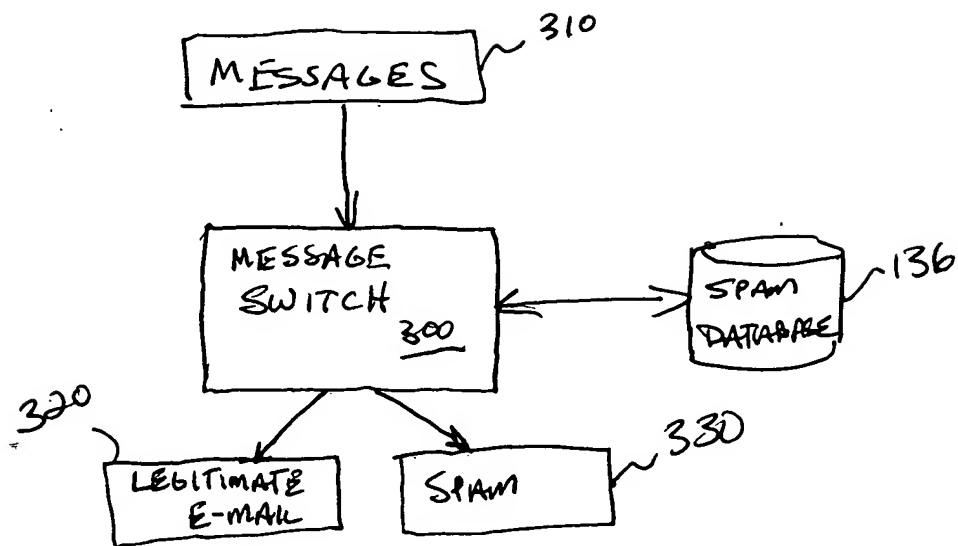 310
MESSAGES
MESSAGE
SWITCH
300
136
SPAM
DATABASE
320
330
LEGITIMATE
E-MAIL
SPAM